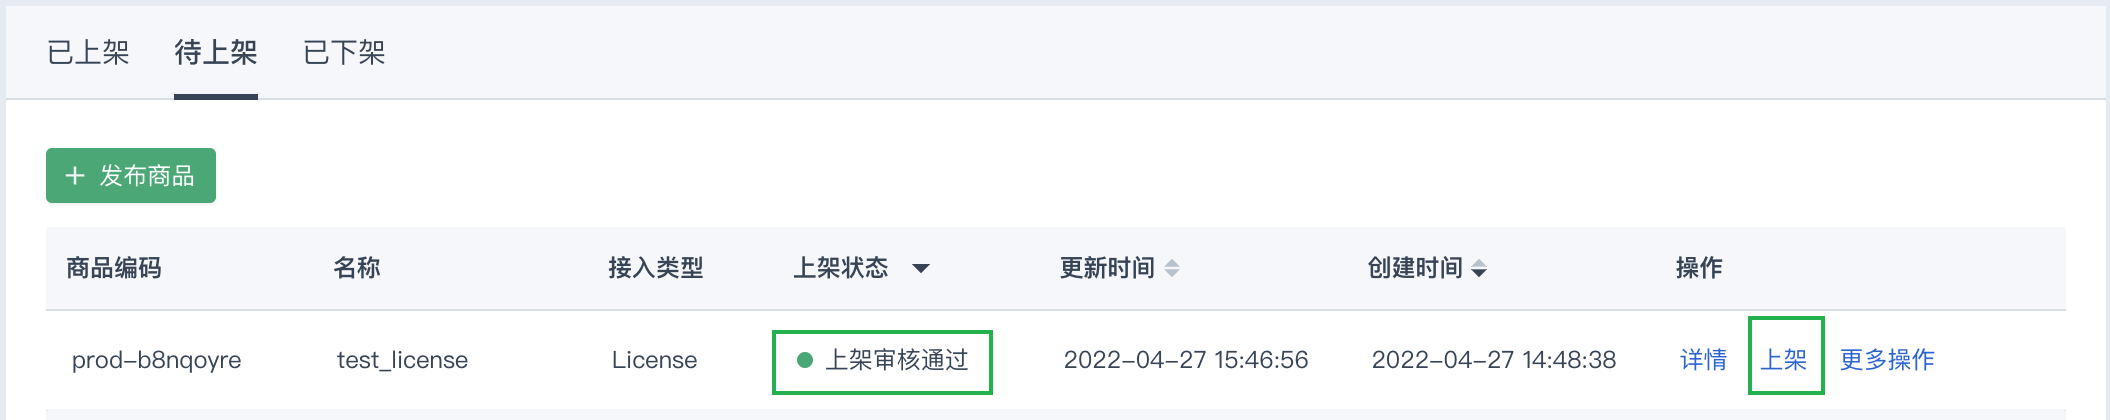 已上架 待上架 已下架
+ 发布商品
商品编码 名称 接入类型 上架状态 更新时间 创建时间 操作
prod-b8nqoyre test_license License 上架审核通过 2022-04-27 15:46:56 2022-04-27 14:48:38 详情 上架 更多操作